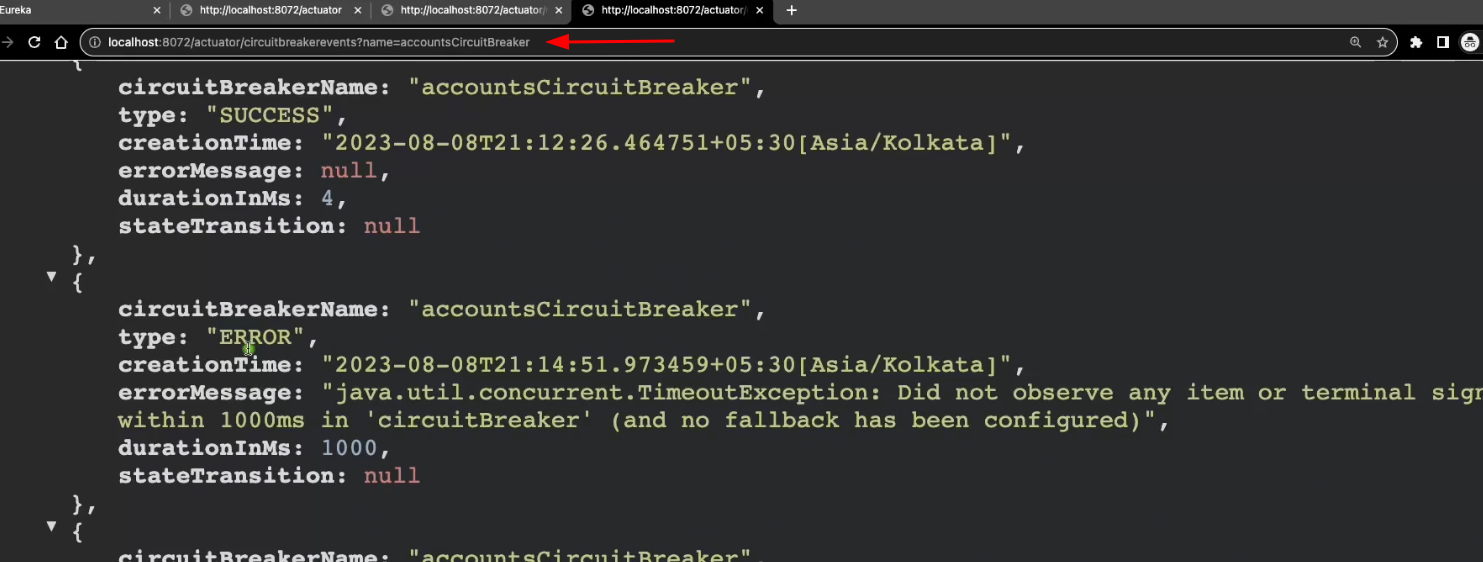 Eureka
http://localhost:8072/actuator
http://localhost:8072/actuator/
http://localhost:8072/actuator/
localhost:8072/actuator/circuitbreakerevents?name=accountsCircuitBreaker
{
circuitBreakerName: "accountsCircuitBreaker",
type: "SUCCESS",
creationTime: "2023-08-08T21:12:26.464751+05:30[Asia/Kolkata]",
errorMessage: null,
durationInMs: 4,
stateTransition: null
},
{
circuitBreakerName: "accountsCircuitBreaker",
type: "ERROR",
creationTime: "2023-08-08T21:14:51.973459+05:30[Asia/Kolkata]",
errorMessage: "java.util.concurrent.TimeoutException: Did not observe any item or terminal sign
within 1000ms in 'circuitBreaker' (and no fallback has been configured)",
durationInMs: 1000,
stateTransition: null
},
{
circuitBreakerName: "accountsCircuitBreaker",